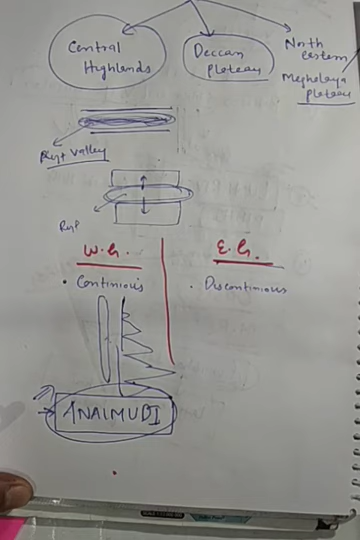 Central
Highlands
Deccan
Plateau
North
Eastern
Meghalaya
plateau
Rift valley
Rift
W.G.
E.G.
• Continious
• Discontinious
ANAIMUDI